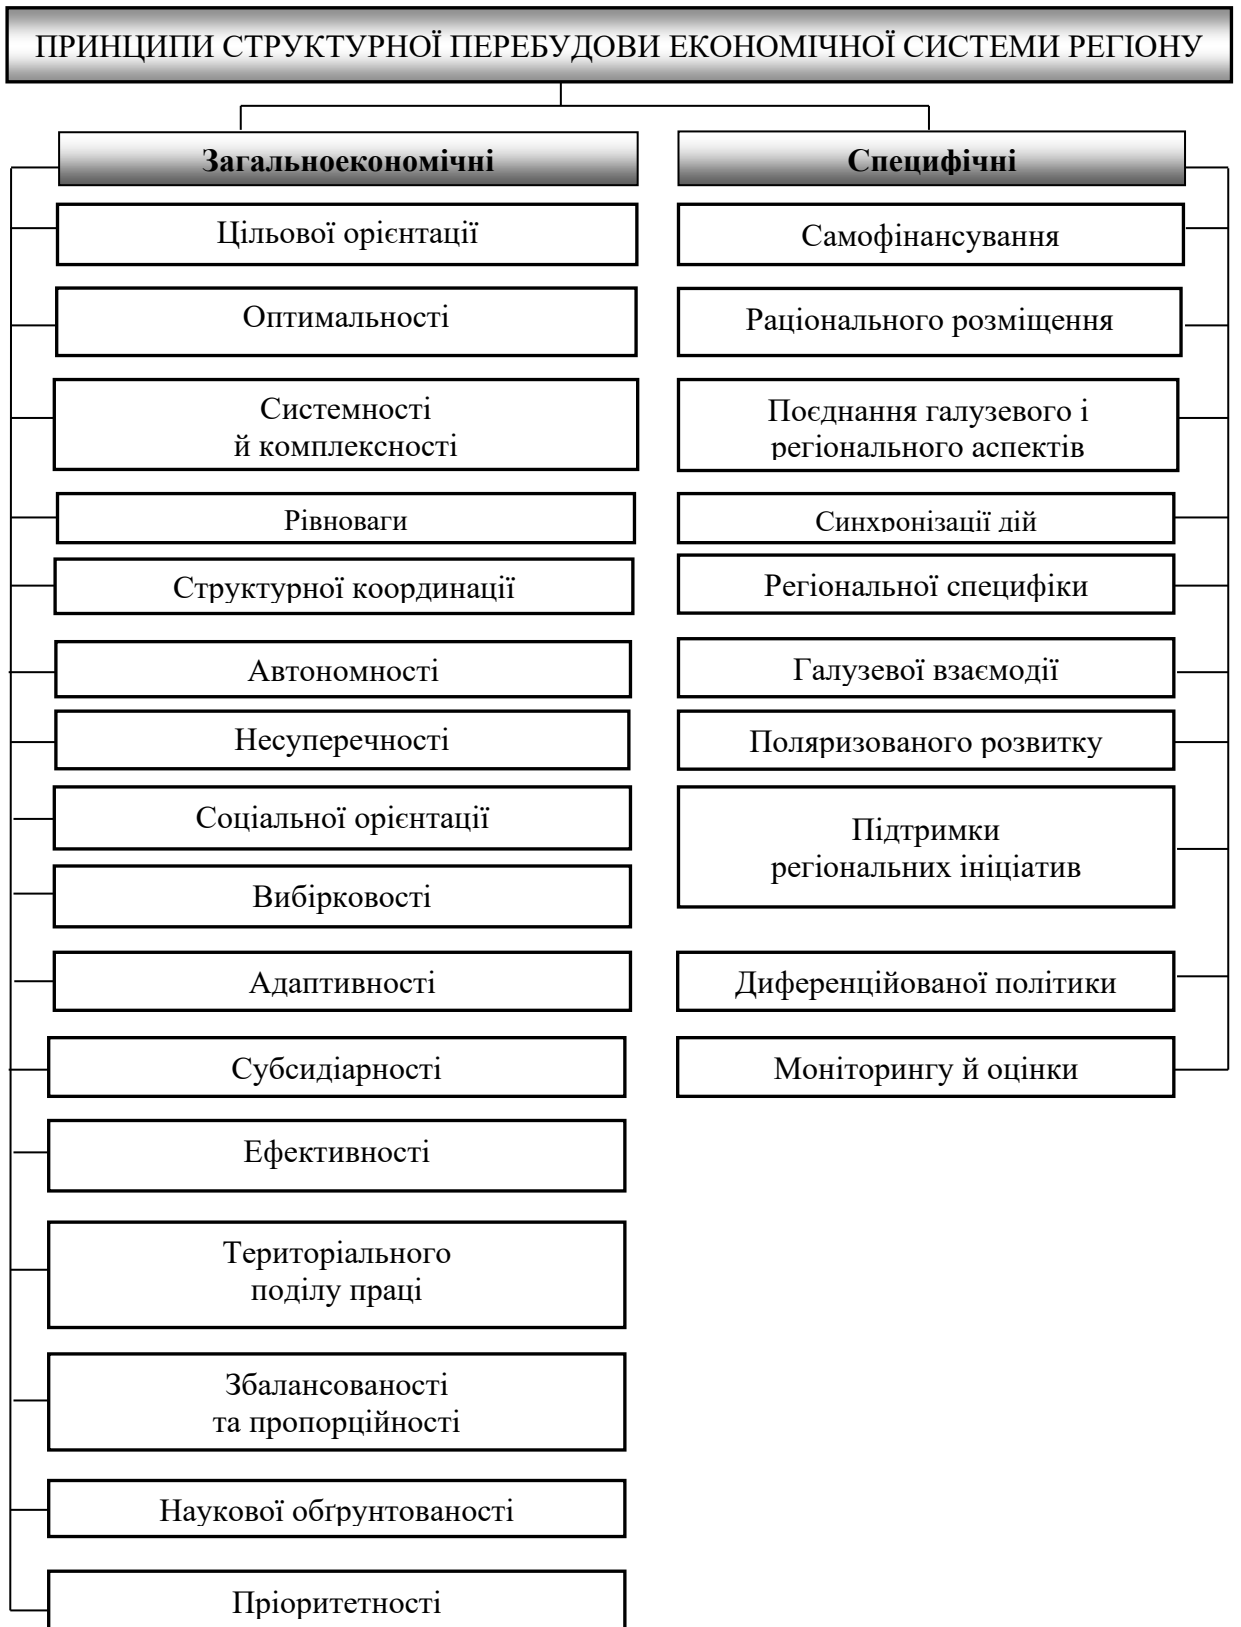 ПРИНЦИПИ СТРУКТУРНОЇ ПЕРЕБУДОВИ ЕКОНОМІЧНОЇ СИСТЕМИ РЕГІОНУ
Загальноекономічні
Цільової орієнтації
Оптимальності
Системності
й комплексності
Рівноваги
Структурної координації
Автономності
Несуперечності
Соціальної орієнтації
Вибірковості
Адаптивності
Субсидіарності
Ефективності
Територіального
поділу праці
Збалансованості
та пропорційності
Наукової обґрунтованості
Пріоритетності
Специфічні
Самофінансування
Раціонального розміщення
Поєднання галузевого і
регіонального аспектів
Синхронізації дій
Регіональної специфіки
Галузевої взаємодії
Поляризованого розвитку
Підтримки
регіональних ініціатив
Диференційованої політики
Моніторингу й оцінки